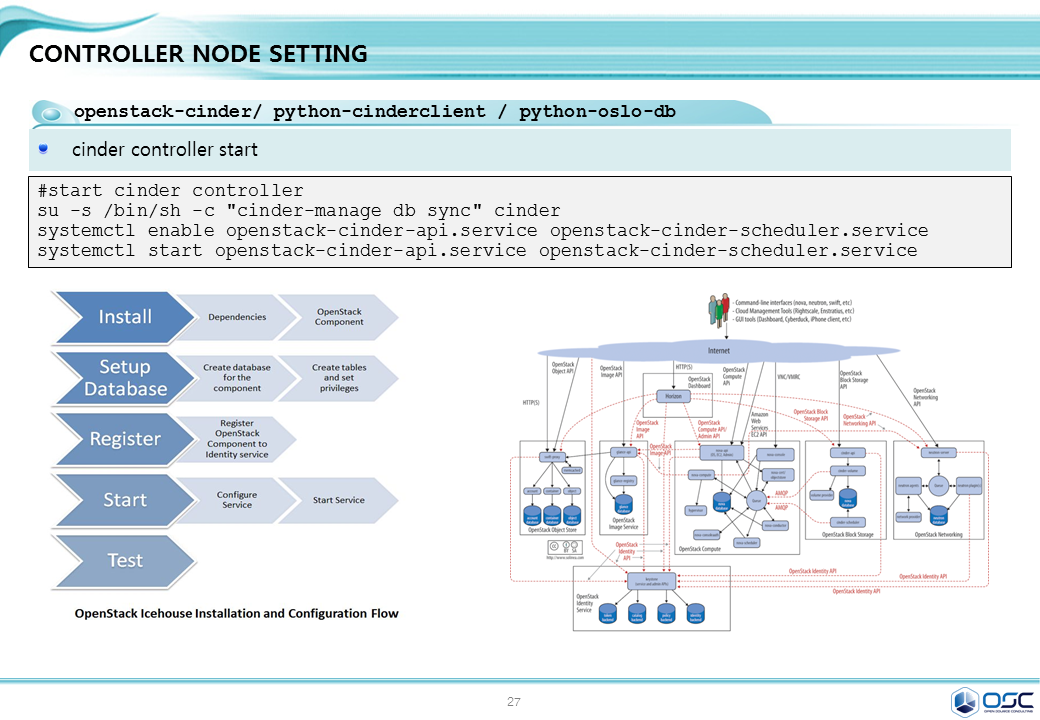 CONTROLLER NODE SETTING
openstack-cinder/ python-cinderclient / python-oslo-db
cinder controller start
#start cinder controller
su -s /bin/sh -c "cinder-manage db sync" cinder
systemctl enable openstack-cinder-api.service openstack-cinder-scheduler.service
systemctl start openstack-cinder-api.service openstack-cinder-scheduler.service
Install
Dependencies
OpenStack
Component
Setup
Database
Create database
for the
component
Create tables
and set
privileges
Register
Register
OpenStack
Component to
Identity service
Start
Configure
Service
Start Service
Test
OpenStack Icehouse Installation and Configuration Flow
- Command-line interfaces (nova, neutron, swift, etc)
- Cloud Management Tools (Rightscale, Enstratius, etc)
- GUI tools (Dashboard, Cyberduck, iPhone client, etc)
Internet
OpenStack
Object API
OpenStack
Image API
HTTP(S)
OpenStack
Dashboard
Horizon
OpenStack
Compute
API
VNC/VMRC
OpenStack
Block Storage
API
OpenStack
Networking
API
HTTP(S)
Amazon
Web
Services
EC2 API
OpenStack
Image
API
OpenStack
Compute API/
Admin API
OpenStack Block
Storage API
OpenStack
Networking API
OpenStack
Image API
AMQP
AMQP
OpenStack Object Store
OpenStack
Image Service
OpenStack Compute
OpenStack Block Storage
OpenStack Networking
OpenStack
Identity
API
OpenStack Identity API
OpenStack Identity API
OpenStack Identity API
OpenStack
Identity
Service
27
OSC
OPEN SOURCE CONSULTING